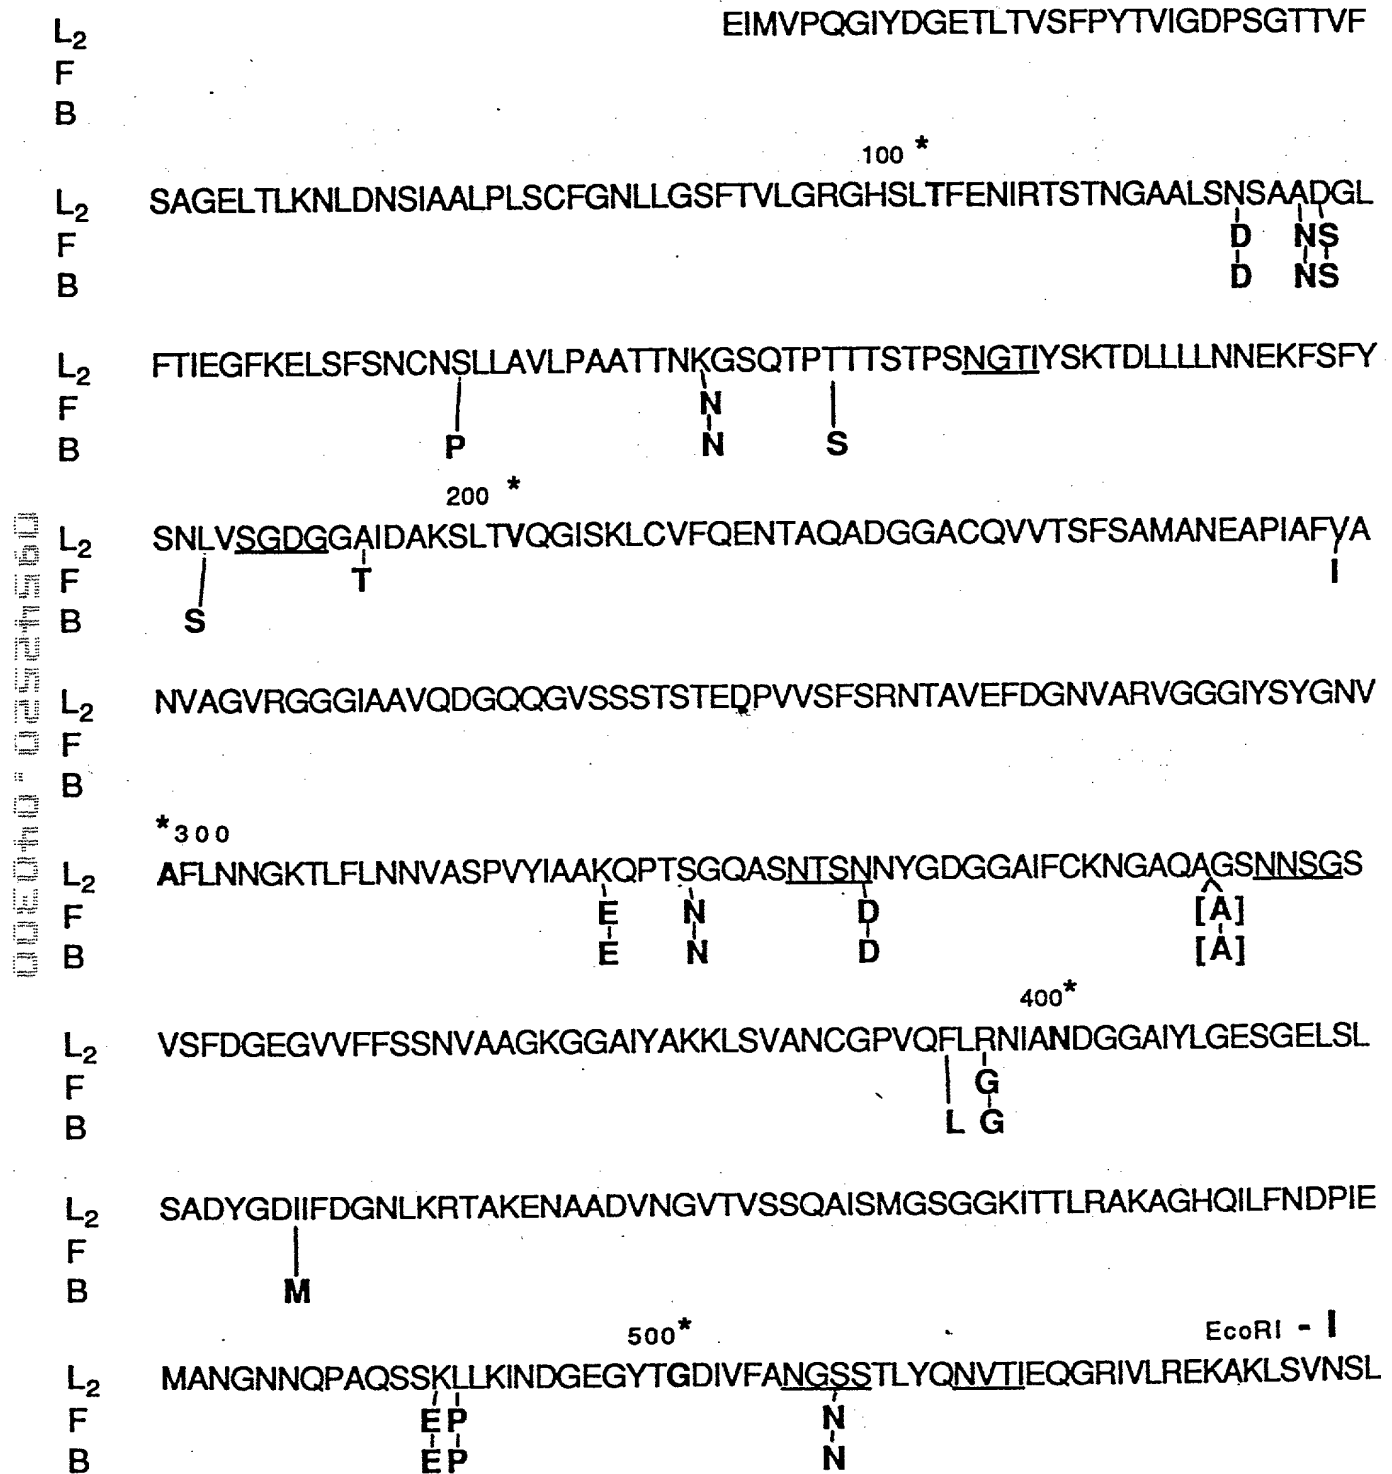 L2 EIMVPQGIYDGETLTVSFPYTVIGDPSGTTVF
F
B
100 *
L2 SAGELTLKNLDNSIAALPLSCFGNLLGSFTVLGRGHSLTFENIRTSTNGAALSNSAADGL
F D NS
B D NS
L2 FTIEGFKELSFSNCNSLLAVLPAATTNKGSQTPTTTSTPSNGTIYSKTDLLLLNNEKFSFY
F N
B P N S
200 *
L2 SNLVSGDGGAIDAKSLTVQGISKLCVFQENTAQADGGACQVVTSFSAMANEAPIAFVA
F T I
B S
L2 NVAGVRGGGIAAVQDGQQGVSSSTSTEDPVVSFSRNTAVEFDGNVARVGGGIYSYGNV
F
B
*300
L2 AFLNNGKTLFLNNVASPVYIAAKQPTSGQASNTSNNYGDGGAIFCKNGAQAGSNNSGS
F E N D [A]
B E N D [A]
400*
L2 VSFDGEGVVFFSSNVAAGKGGAIYAKKLSVANCGPVQFLRNIANDGGAIYLGESGELSL
F G
B L G
L2 SADYGDIIFDGNLKRTAKENAADVNGVTVSSQAISMGSGGKITTLRAKAGHQILFNDPIE
F
B M
500* EcoRI - I
L2 MANGNNQPAQSSKLLKINDGEGYTGDIVFANGSSTLYQNVTIEQGRIVLREKAKLSVNSL
F EP N
B EP N